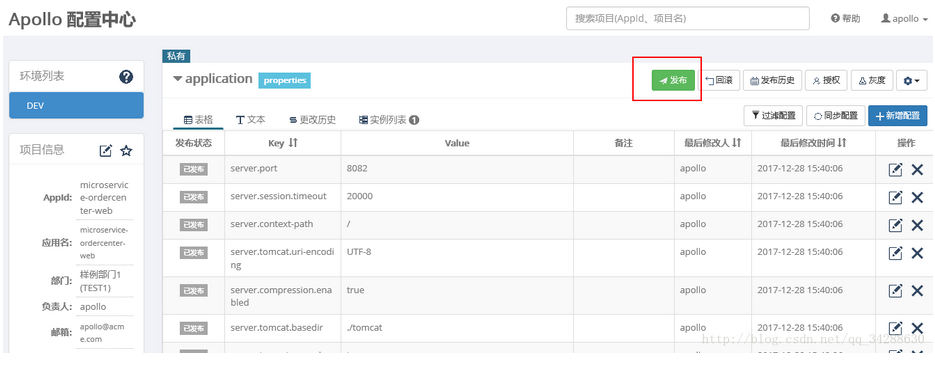 Apollo 配置中心
搜索项目(AppId、项目名)
帮助
apollo
环境列表
DEV
项目信息
AppId:
microservic
e-ordercen
ter-web
应用名:
microservice-
ordercenter-
web
部门:
样例部门1
(TEST1)
负责人:
apollo
邮箱:
apollo@acm
e.com
私有
application
properties
发布
回滚
发布历史
授权
灰度
表格
文本
更改历史
实例列表 1
过滤配置
同步配置
新增配置
发布状态 Key Value 备注 最后修改人 最后修改时间 操作
已发布 server.port 8082 apollo 2017-12-28 15:40:06
已发布 server.session.timeout 20000 apollo 2017-12-28 15:40:06
已发布 server.context-path / apollo 2017-12-28 15:40:06
已发布 server.tomcat.uri-encodi UTF-8 apollo 2017-12-28 15:40:06
ng
已发布 server.compression.ena true apollo 2017-12-28 15:40:06
bled
已发布 server.tomcat.basedir ./tomcat apollo 2017-12-28 15:40:06
http://blog.csdn.net/qq_34288630